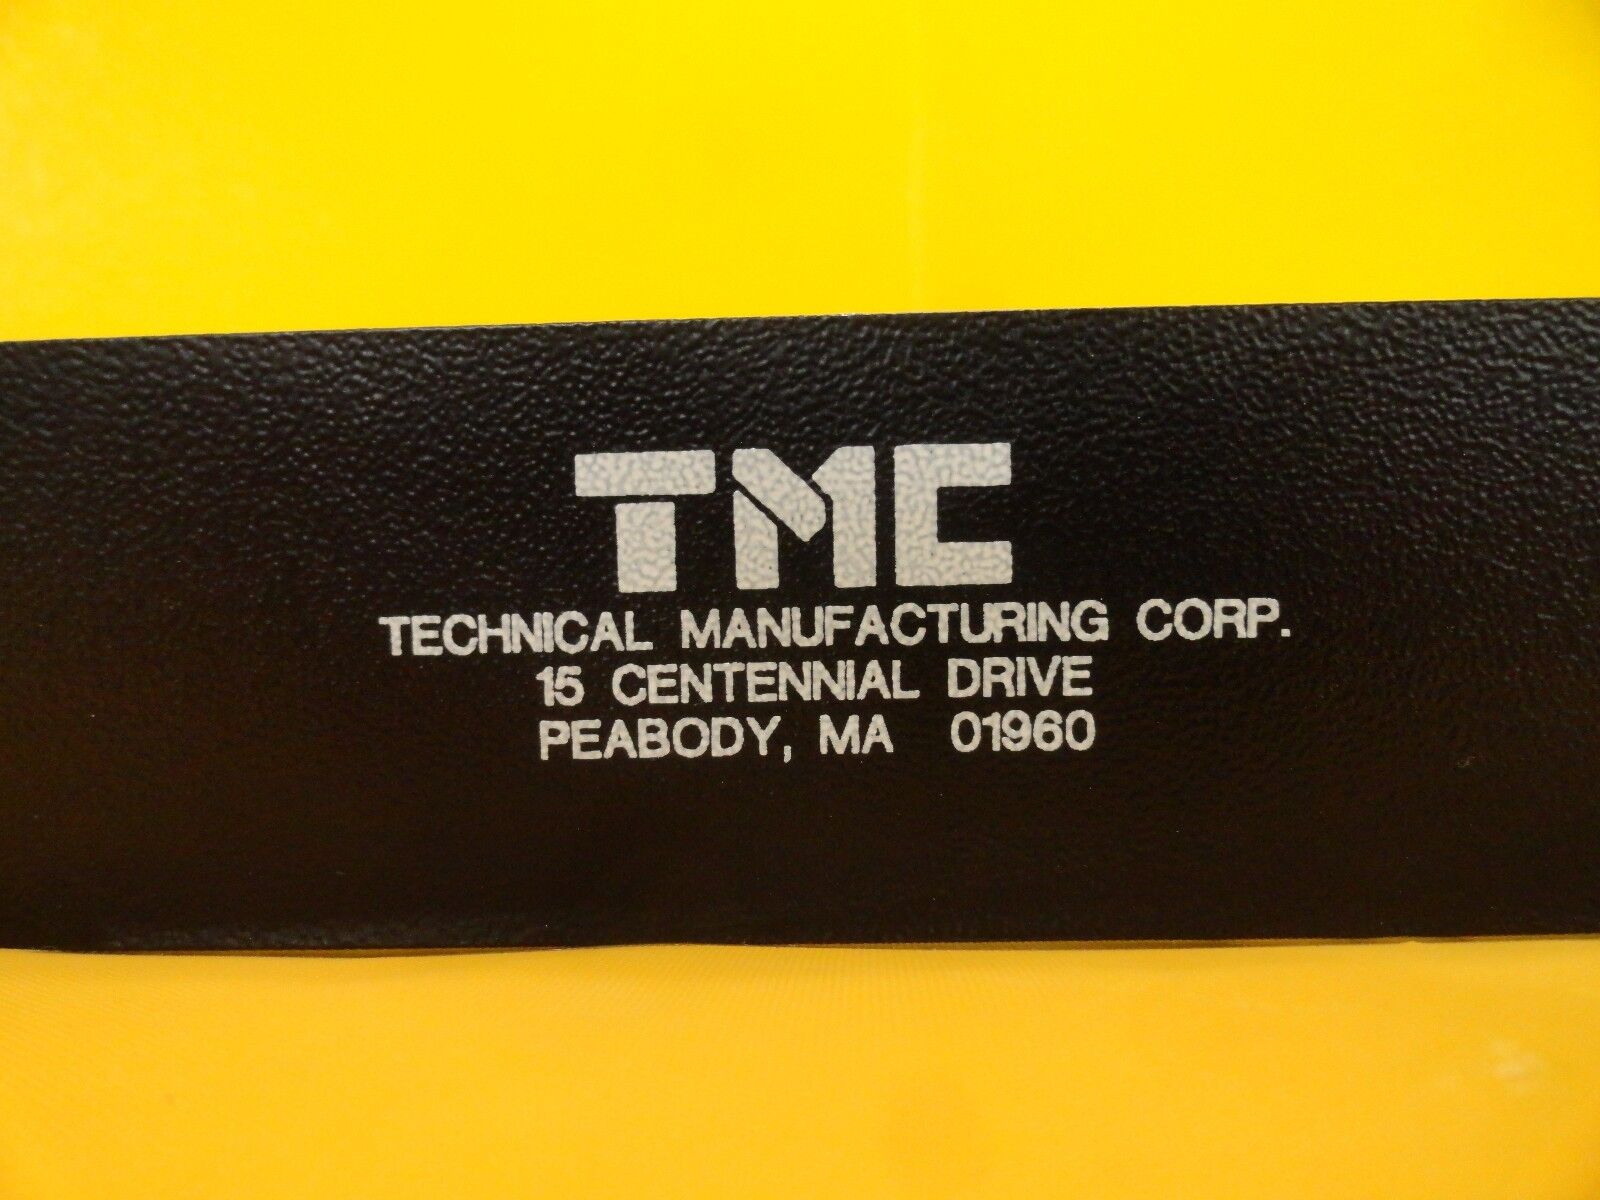 TMC
TECHNICAL MANUFACTURING CORP.
15 CENTENNIAL DRIVE
PEABODY, MA 01960